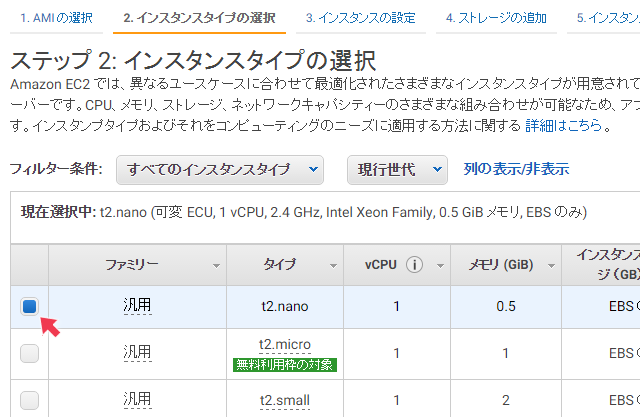 1. AMIの選択 2. インスタンスタイプの選択 3. インスタンスの設定 4. ストレージの追加 5. インスタン
ステップ 2: インスタンスタイプの選択
Amazon EC2 では、異なるユースケースに合わせて最適化されたさまざまなインスタンスタイプが用意されて
ーバーです。CPU、メモリ、ストレージ、ネットワークキャパシティーのさまざまな組み合わせが可能なため、アプ
す。インスタンプタイプおよびそれをコンピューティングのニーズに適用する方法に関する 詳細はこちら。
フィルター条件: すべてのインスタンスタイプ 現行世代 列の表示/非表示
現在選択中: t2.nano (可変 ECU, 1 vCPU, 2.4 GHz, Intel Xeon Family, 0.5 GiB メモリ, EBS のみ)
ファミリー タイプ vCPU i メモリ (GiB) インスタンス
ジ (GB)
汎用 t2.nano 1 0.5 EBS の
汎用 t2.micro 1 1 EBS の
無料利用枠の対象
汎用 t2.small 1 2 EBS の